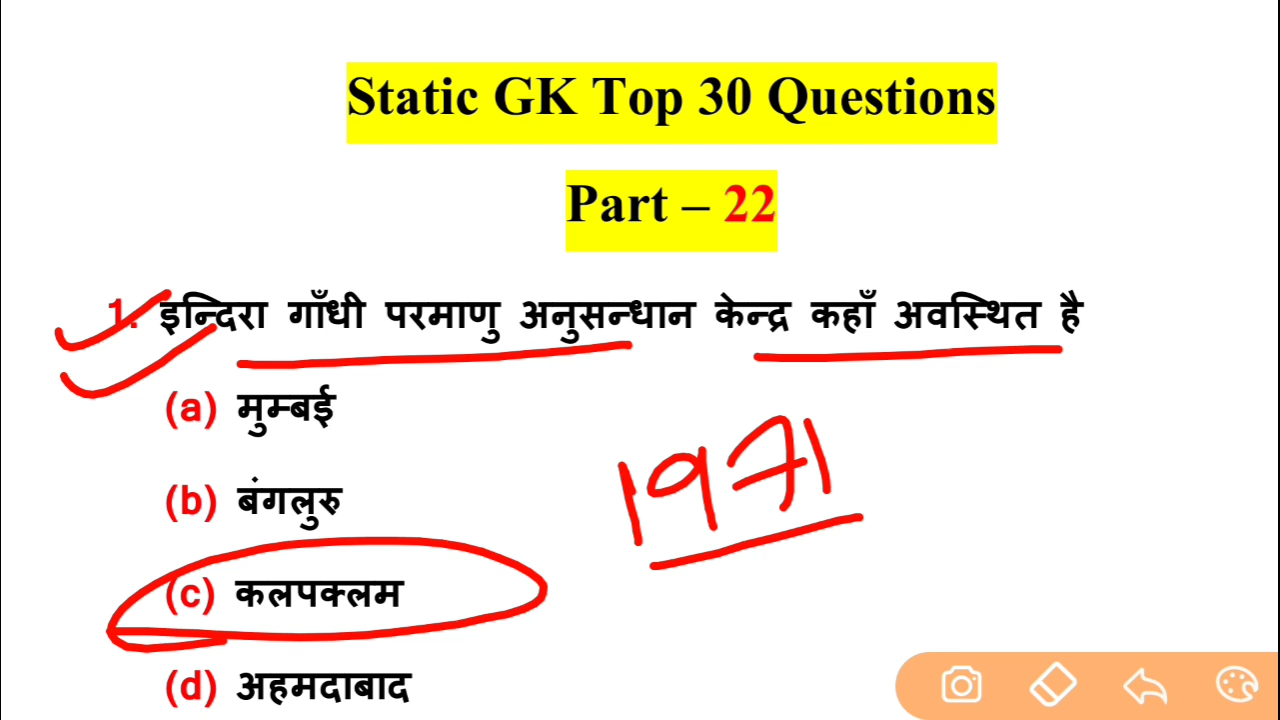 Static GK Top 30 Questions
Part – 22
1. इन्दिरा गाँधी परमाणु अनुसन्धान केन्द्र कहाँ अवस्थित है
(a) मुम्बई
1971
(b) बंगलुरु
(c) कलपक्लम
(d) अहमदाबाद